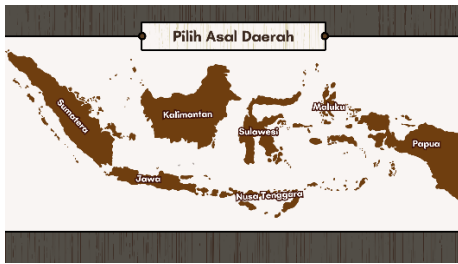 Pilih Asal Daerah
Sumatera
Kalimantan
Sulawesi
Maluku
Papua
Jawa
Nusa Tenggara